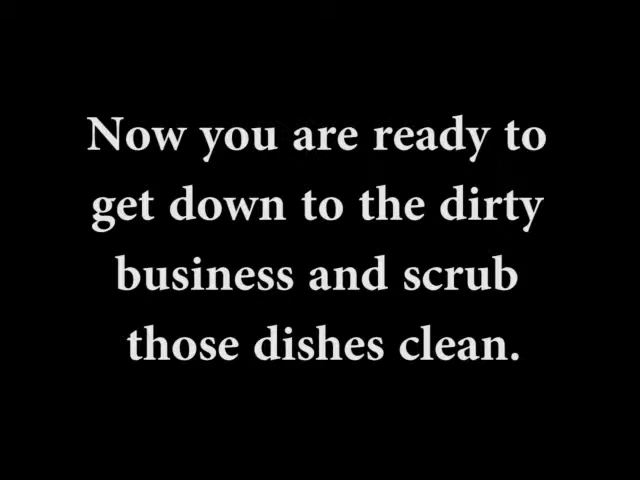 Now you are ready to
get down to the dirty
business and scrub
those dishes clean.